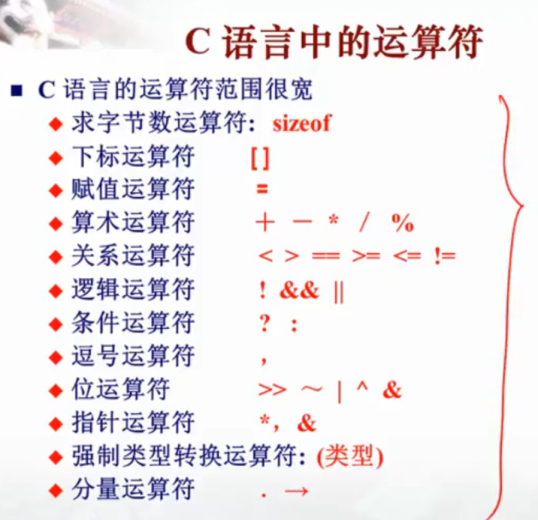 C 语言中的运算符
■ C 语言的运算符范围很宽
◆ 求字节数运算符: sizeof
◆ 下标运算符 [ ]
◆ 赋值运算符 =
◆ 算术运算符 + - * / %
◆ 关系运算符 < > == >= <= !=
◆ 逻辑运算符 ! && ||
◆ 条件运算符 ? :
◆ 逗号运算符 ,
◆ 位运算符 >> ~ | ^ &
◆ 指针运算符 *, &
◆ 强制类型转换运算符: (类型)
◆ 分量运算符 . →